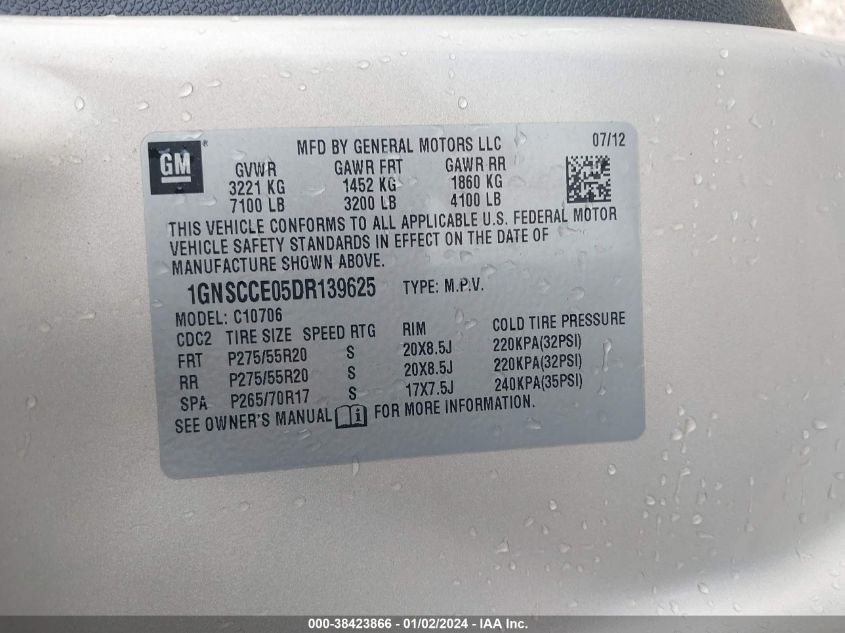 MFD BY GENERAL MOTORS LLC 07/12
GM ®
GVWR GAWR FRT GAWR RR
3221 KG 1452 KG 1860 KG
7100 LB 3200 LB 4100 LB
THIS VEHICLE CONFORMS TO ALL APPLICABLE U.S. FEDERAL MOTOR
VEHICLE SAFETY STANDARDS IN EFFECT ON THE DATE OF
MANUFACTURE SHOWN ABOVE.
1GNSCCE05DR139625 TYPE: M.P.V.
MODEL: C10706
CDC2 TIRE SIZE SPEED RTG RIM COLD TIRE PRESSURE
FRT P275/55R20 S 20X8.5J 220KPA(32PSI)
RR P275/55R20 S 20X8.5J 220KPA(32PSI)
SPA P265/70R17 S 17X7.5J 240KPA(35PSI)
SEE OWNER'S MANUAL i FOR MORE INFORMATION.
000-38423866 - 01/02/2024 - IAA Inc.